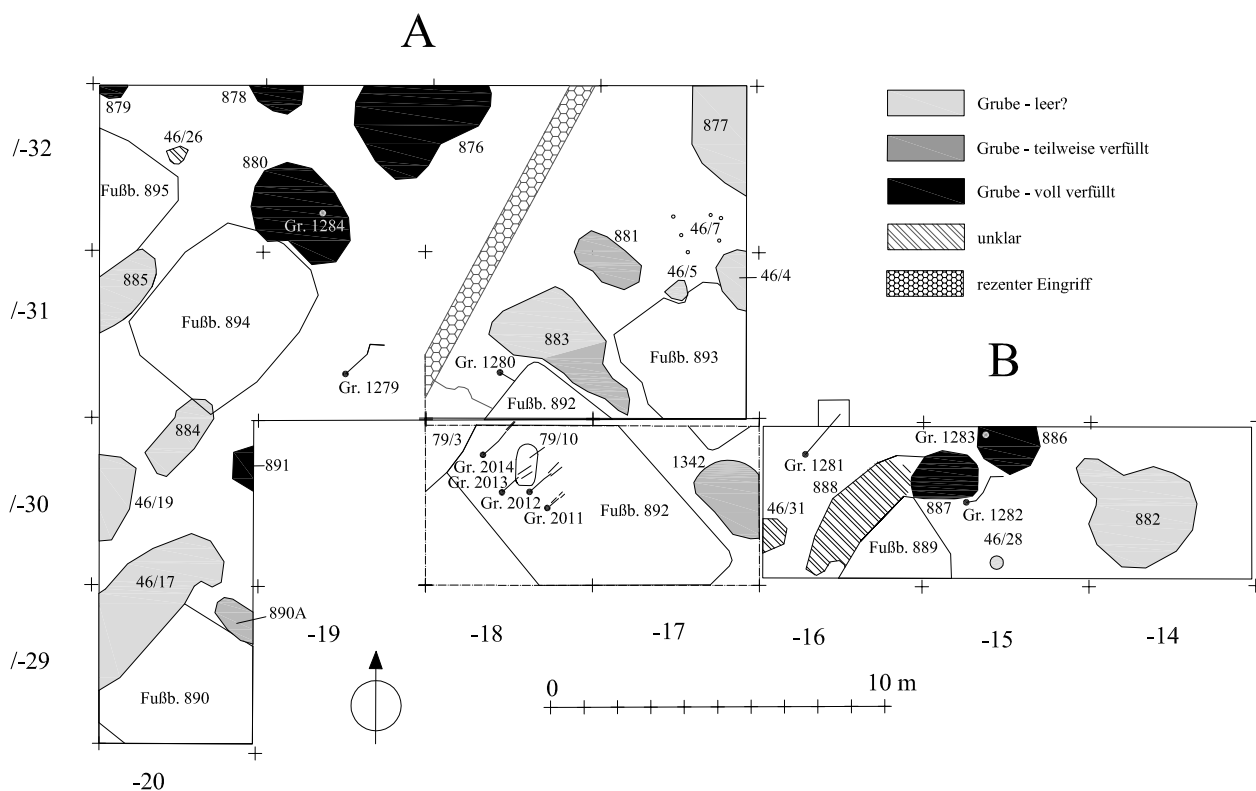 A
879
878
876
877
Grube - leer?
/-32
46/26
Grube - teilweise verfüllt
880
Fußb. 895
Grube - voll verfüllt
Gr. 1284
46/7
881
unklar
885
46/5
46/4
rezenter Eingriff
/-31
Fußb. 894
883
Fußb. 893
B
Gr. 1280
Gr. 1279
Fußb. 892
884
79/3
79/10
Gr. 1283
886
891
Gr. 2014
1342
Gr. 1281
Gr. 2013
888
46/19
/-30
Gr. 2012
46/31
887
Gr. 1282
882
Fußb. 892
Gr. 2011
46/28
Fußb. 889
46/17
890A
-19
-18
-17
-16
-15
-14
/-29
Fußb. 890
0
10 m
-20